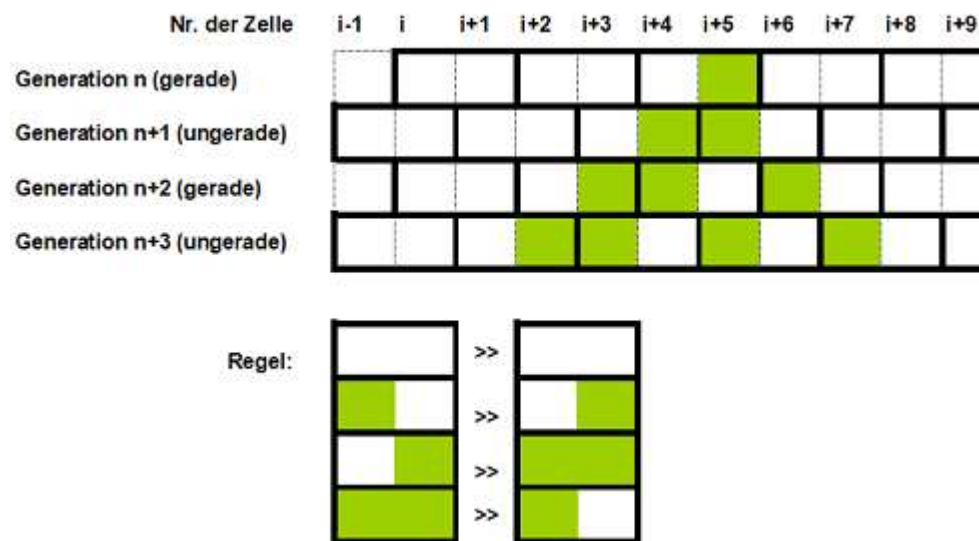 Nr. der Zelle i-1 i i+1 i+2 i+3 i+4 i+5 i+6 i+7 i+8 i+9
Generation n (gerade)
Generation n+1 (ungerade)
Generation n+2 (gerade)
Generation n+3 (ungerade)
Regel: >>
>>
>>
>>